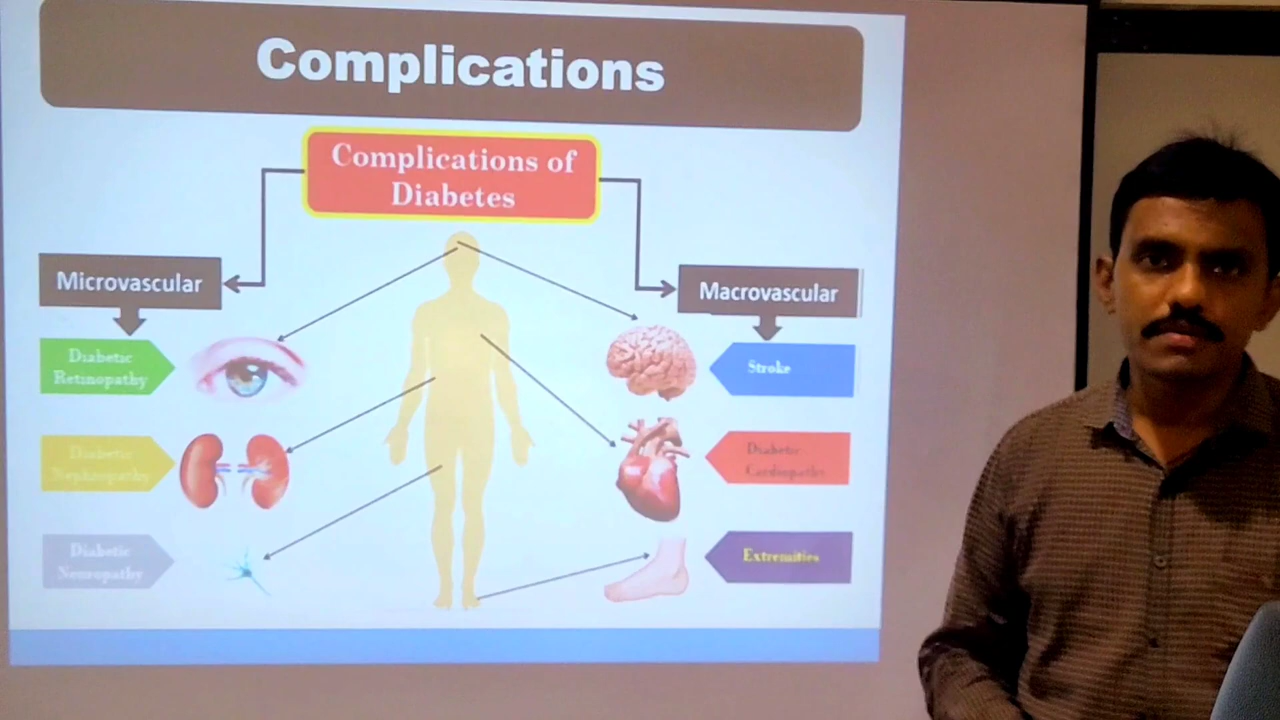 Complications
Complications of
Diabetes
Microvascular
Macrovascular
Diabetic
Retinopathy
Stroke
Diabetic
Nephropathy
Diabetic
Cardiopathy
Diabetic
Neuropathy
Extremities